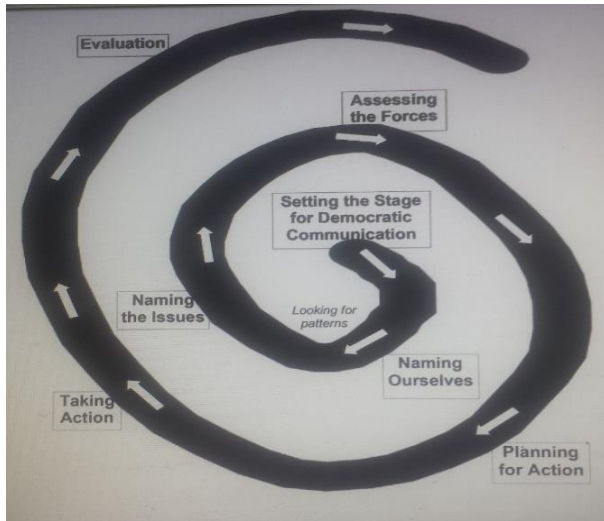 Evaluation
Assessing
the Forces
Setting the Stage
for Democratic
Communication
Looking for
patterns
Naming
the Issues
Naming
Ourselves
Taking
Action
Planning
for Action